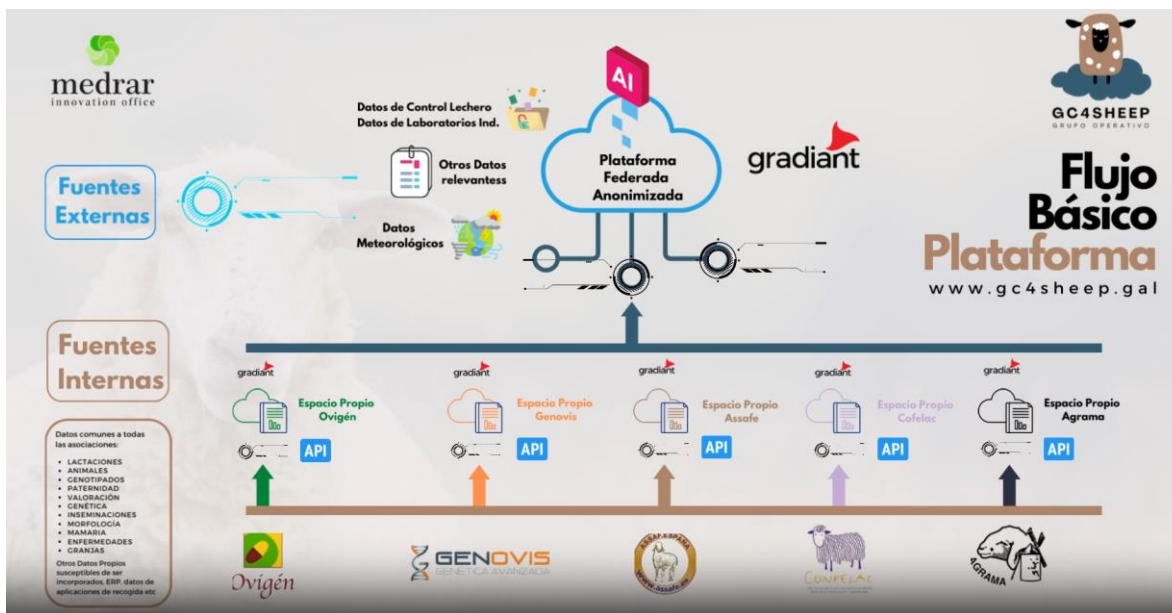 medrar
innovation office
Fuentes
Externas
Datos de Control Lechero
Datos de Laboratorios Ind.
Otros Datos
relevantess
Datos
Meteorológicos
AI
Plataforma
Federada
Anonimizada
gradiant
GC4SHEEP
GRUPO OPERATIVO
Flujo
Básico
Plataforma
www.gc4sheep.gal
Fuentes
Internas
Datos comunes a todas
las asociaciones:
• LACTACIONES
• ANIMALES
• GENOTIPADOS
• PATERNIDAD
• VALORACIÓN
• GENÉTICA
• INSEMINACIONES
• MORFOLOGÍA
• MAMARIA
• ENFERMEDADES
• GRANJAS
Otros Datos Propios
susceptibles de ser
incorporados, ERP, datos de
aplicaciones de recogida etc
gradiant
Espacio Propio
Ovigén
API
gradiant
Espacio Propio
Genovis
API
gradiant
Espacio Propio
Assafe
API
gradiant
Espacio Propio
Cofelac
API
gradiant
Espacio Propio
Agrama
API
Ovigén
GENOVIS
GENÉTICA AVANZADA
ASSAF.ESPAÑA
www.assafe.es
CONFELAC
AGRAMA